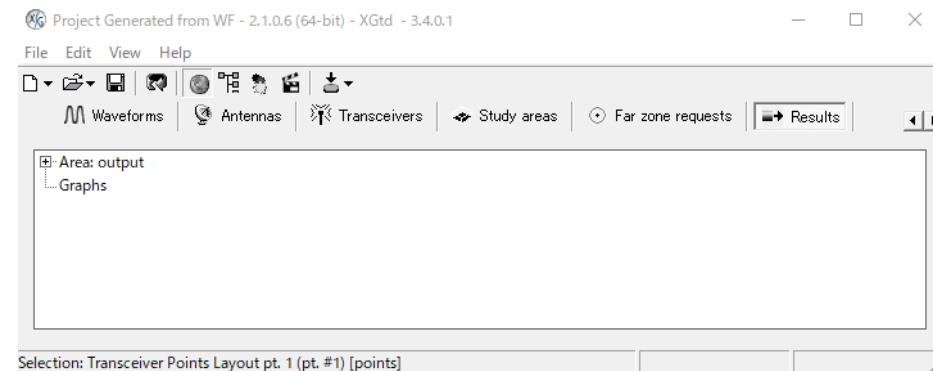 Project Generated from WF - 2.1.0.6 (64-bit) - XGtd - 3.4.0.1
File Edit View Help
Waveforms Antennas Transceivers Study areas Far zone requests Results
Area: output
Graphs
Selection: Transceiver Points Layout pt. 1 (pt. #1) [points]